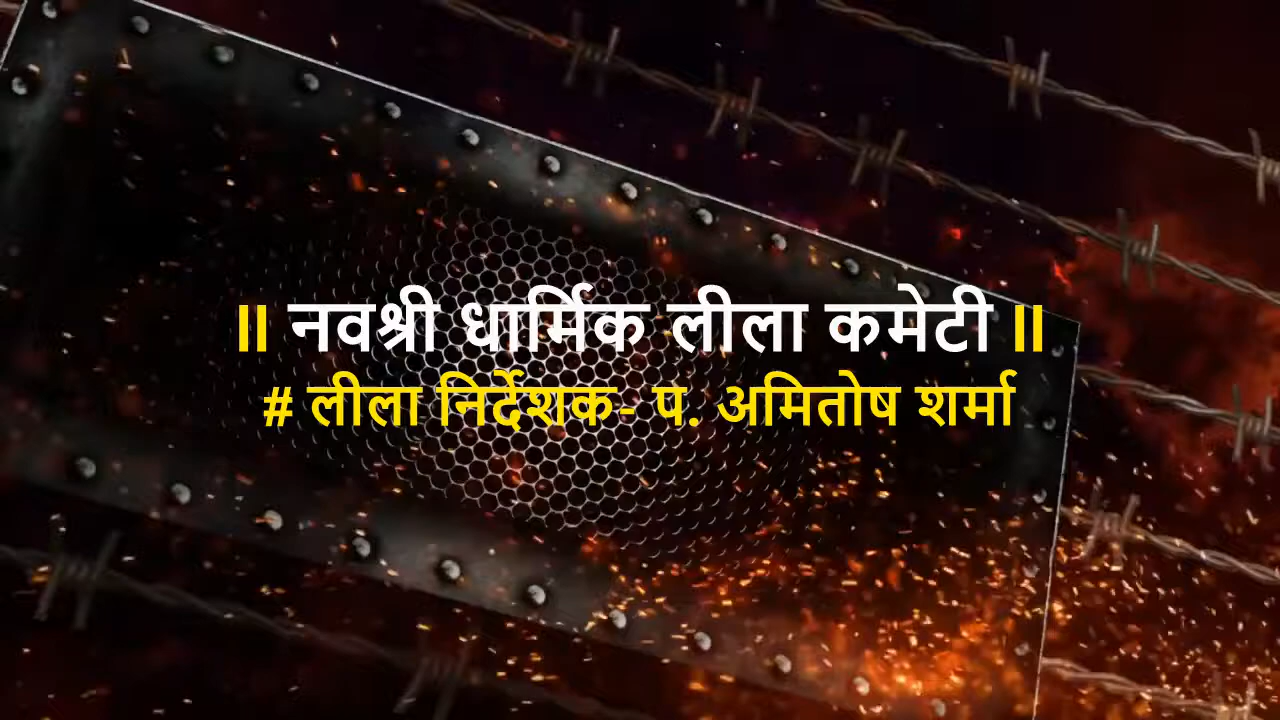 ॥ नवश्री धार्मिक लीला कमेटी ॥
# लीला निर्देशक- प. अमितोष शर्मा